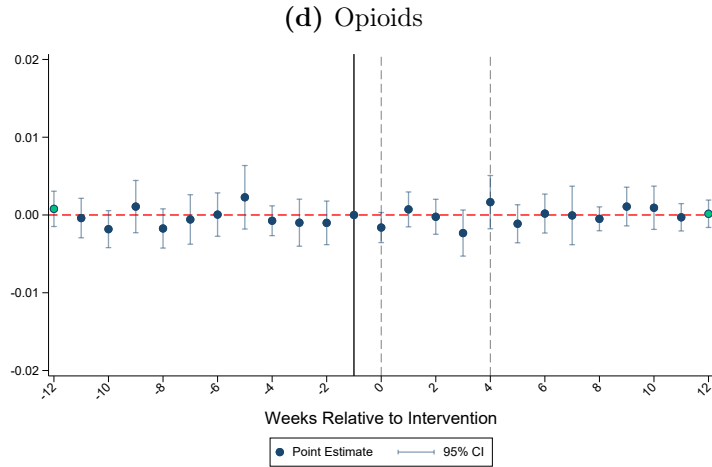 (d) Opioids
0.02
0.01
0.00
-0.01
-0.02
-12 -10 -8 -6 -4 -2 0 2 4 6 8 10 12
Weeks Relative to Intervention
Point Estimate 95% CI